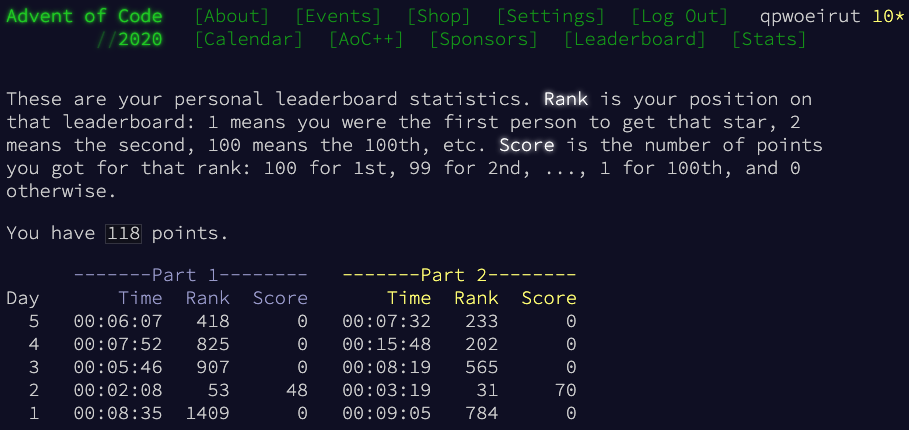 Advent of Code [About] [Events] [Shop] [Settings] [Log Out] qpwoeirut 10*
//2020 [Calendar] [AoC++] [Sponsors] [Leaderboard] [Stats]
These are your personal leaderboard statistics. Rank is your position on
that leaderboard: 1 means you were the first person to get that star, 2
means the second, 100 means the 100th, etc. Score is the number of points
you got for that rank: 100 for 1st, 99 for 2nd, ..., 1 for 100th, and 0
otherwise.
You have 118 points.
-------Part 1-------- -------Part 2--------
Day Time Rank Score Time Rank Score
5 00:06:07 418 0 00:07:32 233 0
4 00:07:52 825 0 00:15:48 202 0
3 00:05:46 907 0 00:08:19 565 0
2 00:02:08 53 48 00:03:19 31 70
1 00:08:35 1409 0 00:09:05 784 0